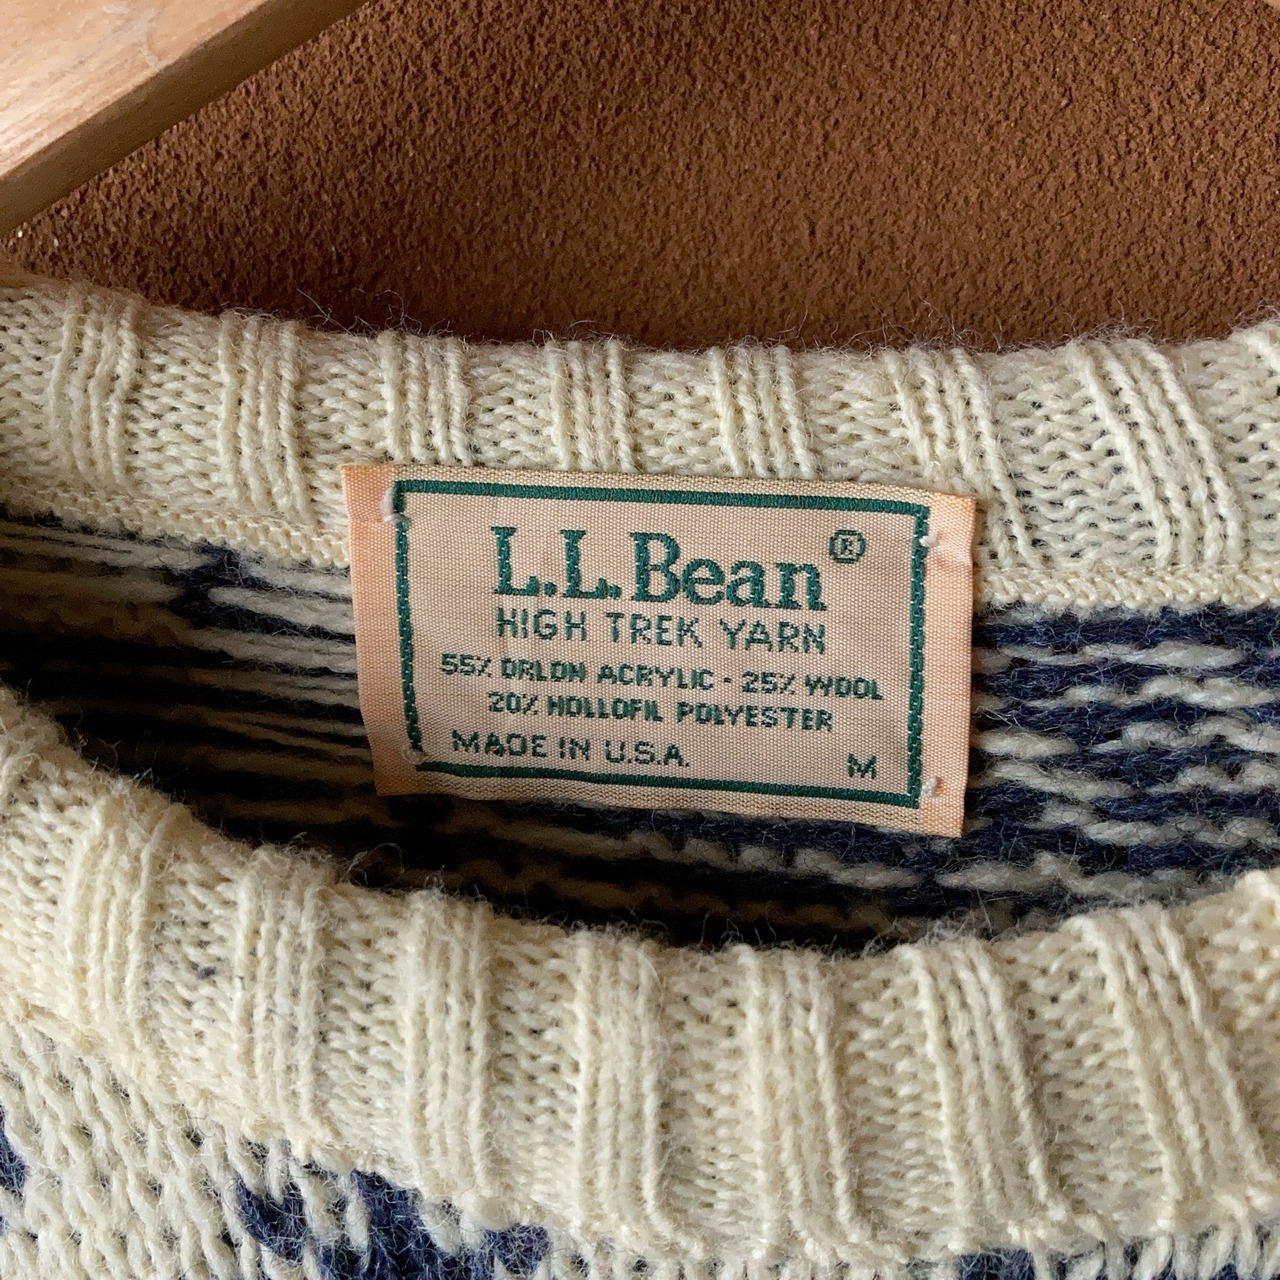 L.L.Bean®
HIGH TREK YARN
55% ORLON ACRYLIC · 25% WOOL
20% HOLLOFIL POLYESTER
MADE IN U.S.A. M